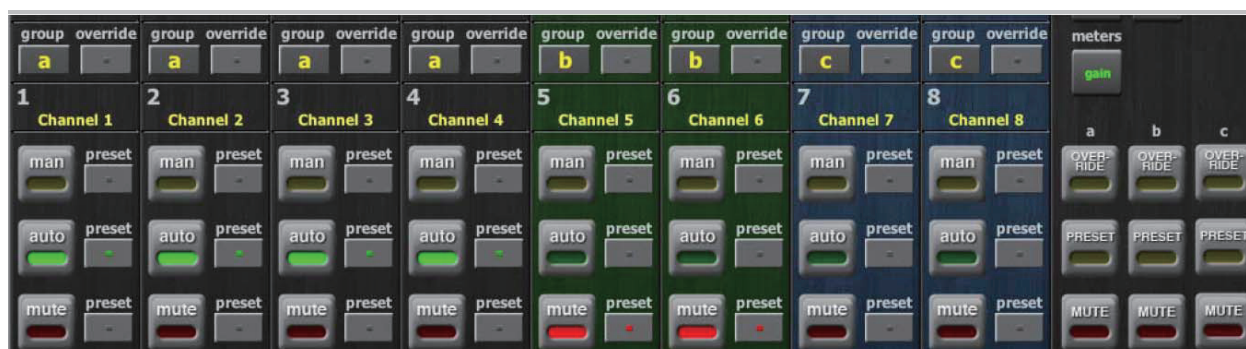 group override group override group override group override group override group override group override group override meters
a a a a b b c c gain
1 2 3 4 5 6 7 8
Channel 1 Channel 2 Channel 3 Channel 4 Channel 5 Channel 6 Channel 7 Channel 8
a b c
man preset man preset man preset man preset man preset man preset man preset man preset OVER- OVER- OVER-
RIDE RIDE RIDE
auto preset auto preset auto preset auto preset auto preset auto preset auto preset auto preset PRESET PRESET PRESET
mute preset mute preset mute preset mute preset mute preset mute preset mute preset mute preset MUTE MUTE MUTE